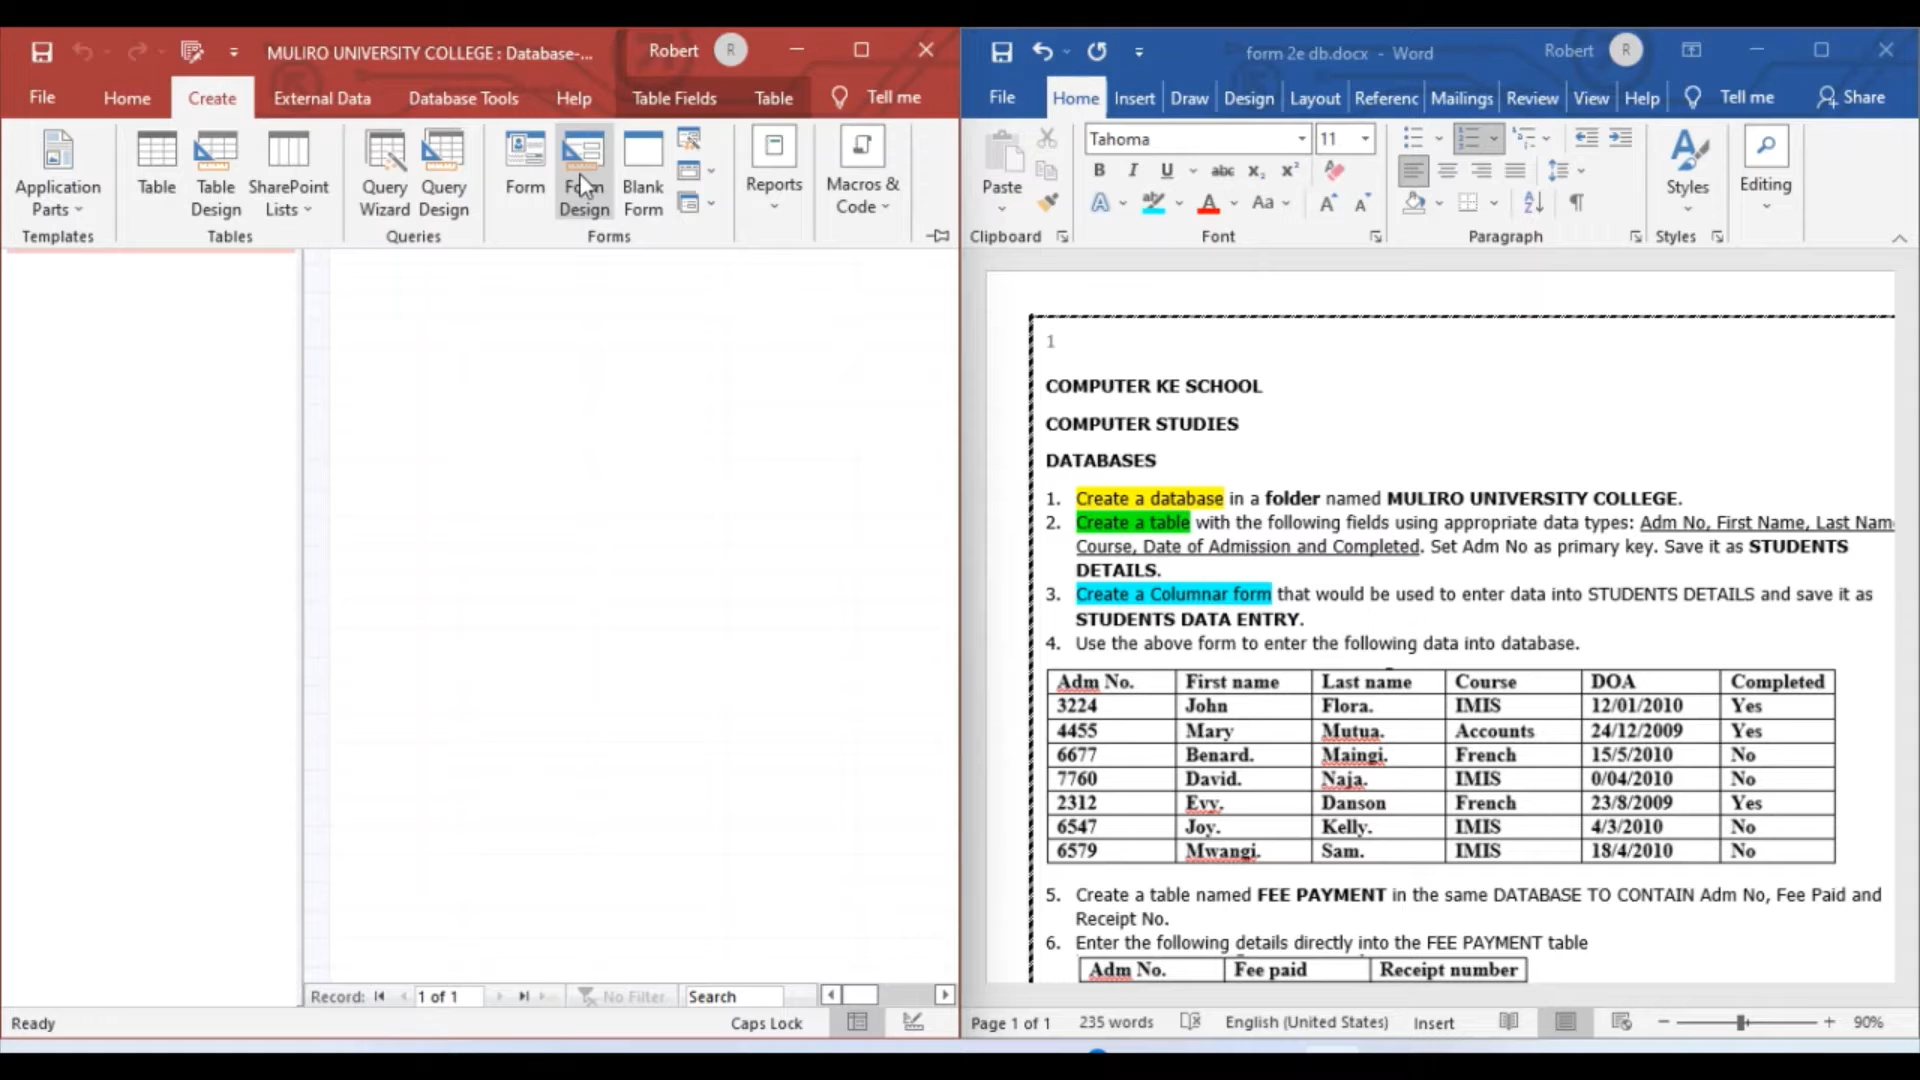 MULIRO UNIVERSITY COLLEGE : Database-...
Robert
R
File
Home
Create
External Data
Database Tools
Help
Table Fields
Table
Tell me
Application
Parts
Templates
Table
Table
Design
SharePoint
Lists
Tables
Query
Wizard
Query
Design
Queries
Form
Form
Design
Blank
Form
Forms
Reports
Macros &
Code
Record:
1 of 1
No Filter
Search
Ready
Caps Lock
form 2e db.docx - Word
Robert
R
File
Home
Insert
Draw
Design
Layout
Referenc
Mailings
Review
View
Help
Tell me
Share
Paste
Clipboard
Tahoma
11
B I U abc x₂ x²
A A Aa A A
Font
Paragraph
Styles
Styles
Editing
1
COMPUTER KE SCHOOL
COMPUTER STUDIES
DATABASES
1. Create a database in a folder named MULIRO UNIVERSITY COLLEGE.
2. Create a table with the following fields using appropriate data types: Adm No, First Name, Last Nam
Course, Date of Admission and Completed. Set Adm No as primary key. Save it as STUDENTS
DETAILS.
3. Create a Columnar form that would be used to enter data into STUDENTS DETAILS and save it as
STUDENTS DATA ENTRY.
4. Use the above form to enter the following data into database.
Adm No. First name Last name Course DOA Completed
3224 John Flora. IMIS 12/01/2010 Yes
4455 Mary Mutua. Accounts 24/12/2009 Yes
6677 Benard. Maingi. French 15/5/2010 No
7760 David. Naja. IMIS 0/04/2010 No
2312 Evy. Danson French 23/8/2009 Yes
6547 Joy. Kelly. IMIS 4/3/2010 No
6579 Mwangi. Sam. IMIS 18/4/2010 No
5. Create a table named FEE PAYMENT in the same DATABASE TO CONTAIN Adm No, Fee Paid and
Receipt No.
6. Enter the following details directly into the FEE PAYMENT table
Adm No. Fee paid Receipt number
Page 1 of 1
235 words
English (United States)
Insert
90%